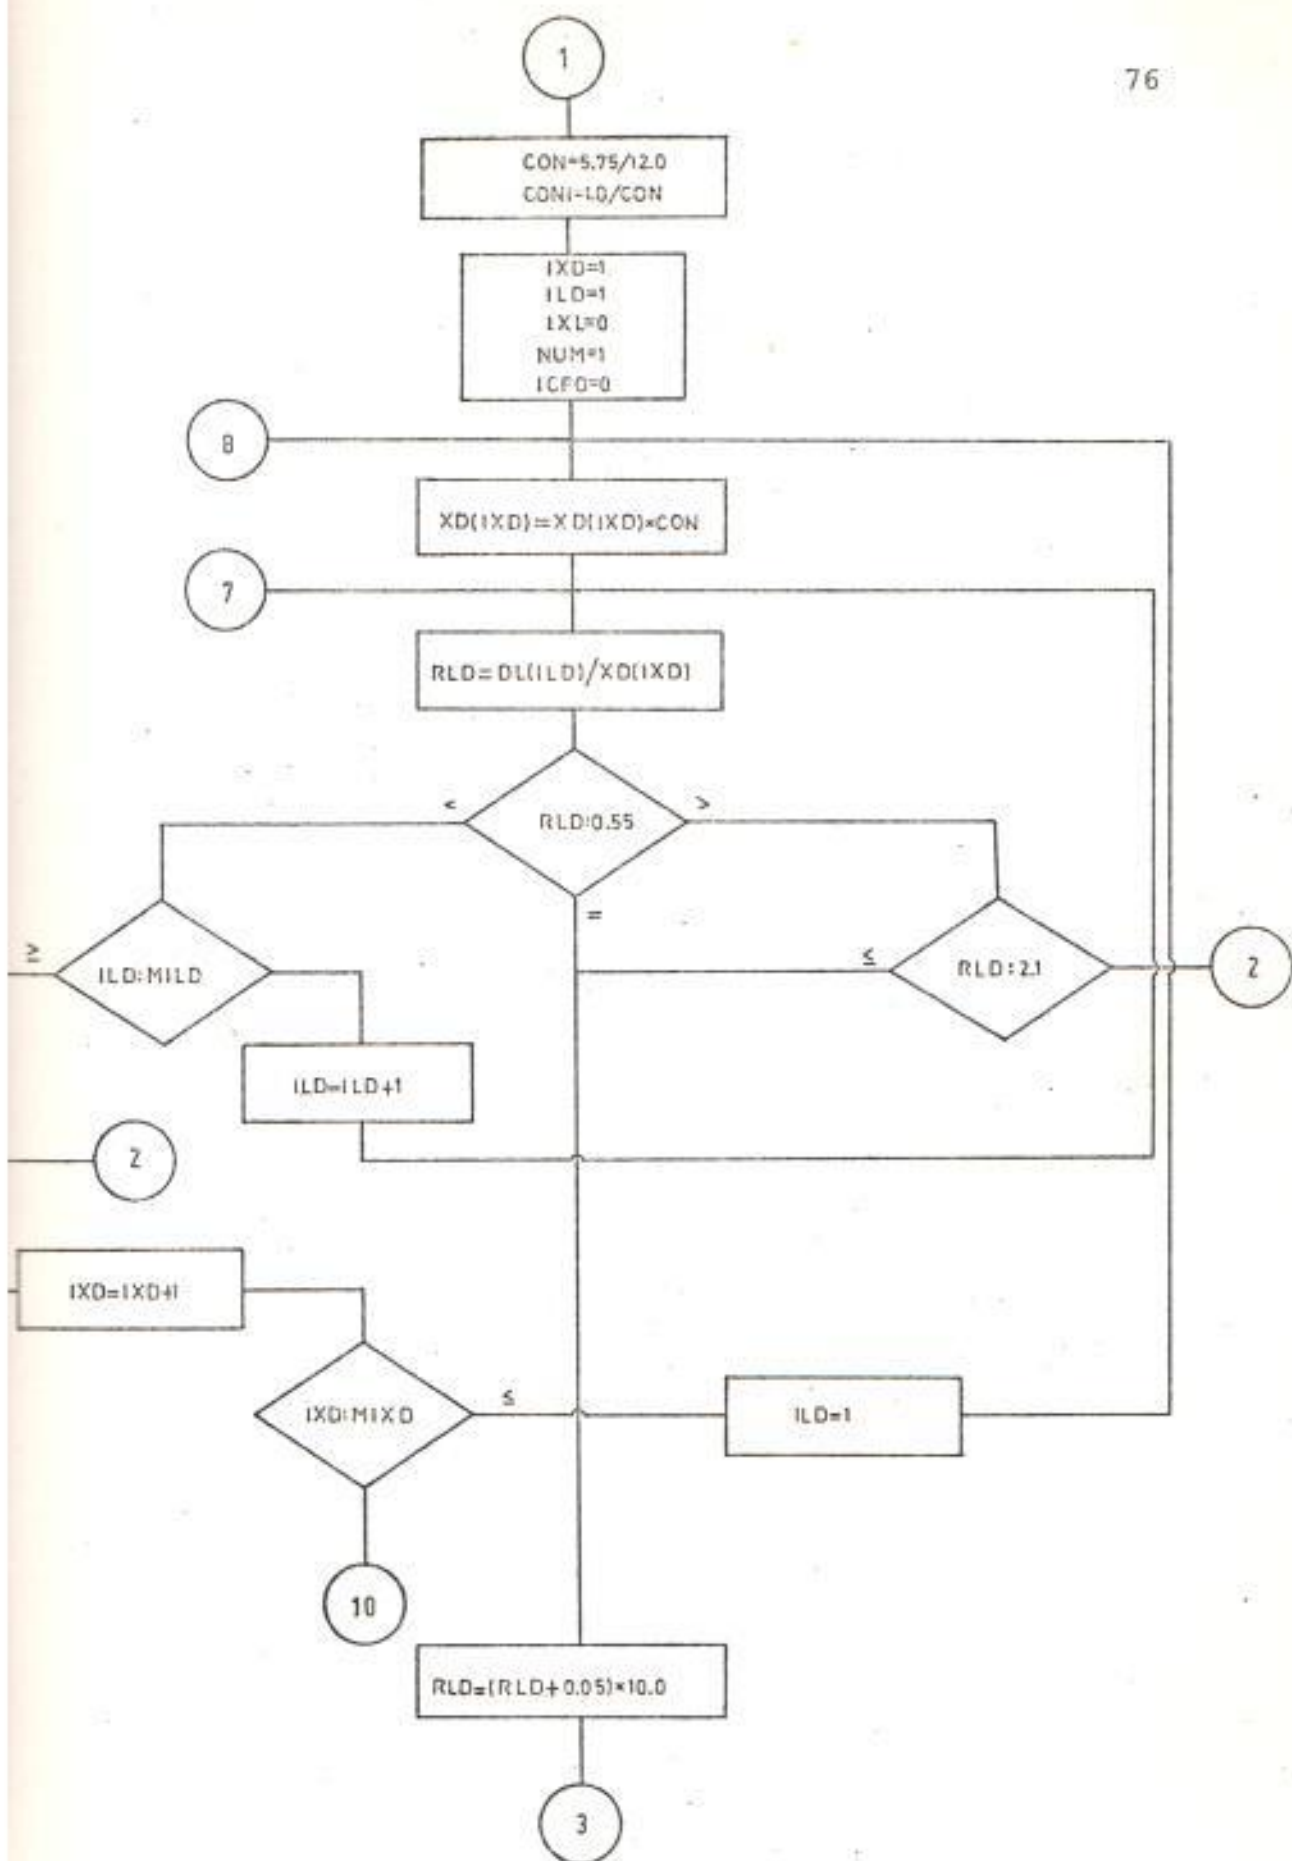 1
76
CON=5.75/12.0
CON1-1.0/CON
IXD=1
ILD=1
IXL=0
NUM=1
8
XD(IXD)=XD(IXD)*CON
7
RLD=DL(ILD)/XD(IXD)
<
RLD:0.55
>
=
≥
ILD:MILD
≤
RLD:2.1
2
ILD=ILD+1
2
IXD=IXD+1
IXD:MIXD
≤
ILD=1
10
RLD=(RLD+0.05)*10.0
3